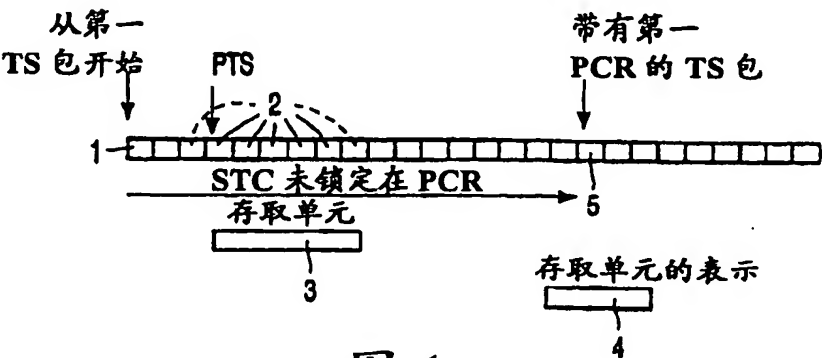 从第一
TS 包开始
PTS
带有第一
PCR 的 TS 包
2
1
STC 未锁定在 PCR
5
存取单元
3
存取单元的表示
4